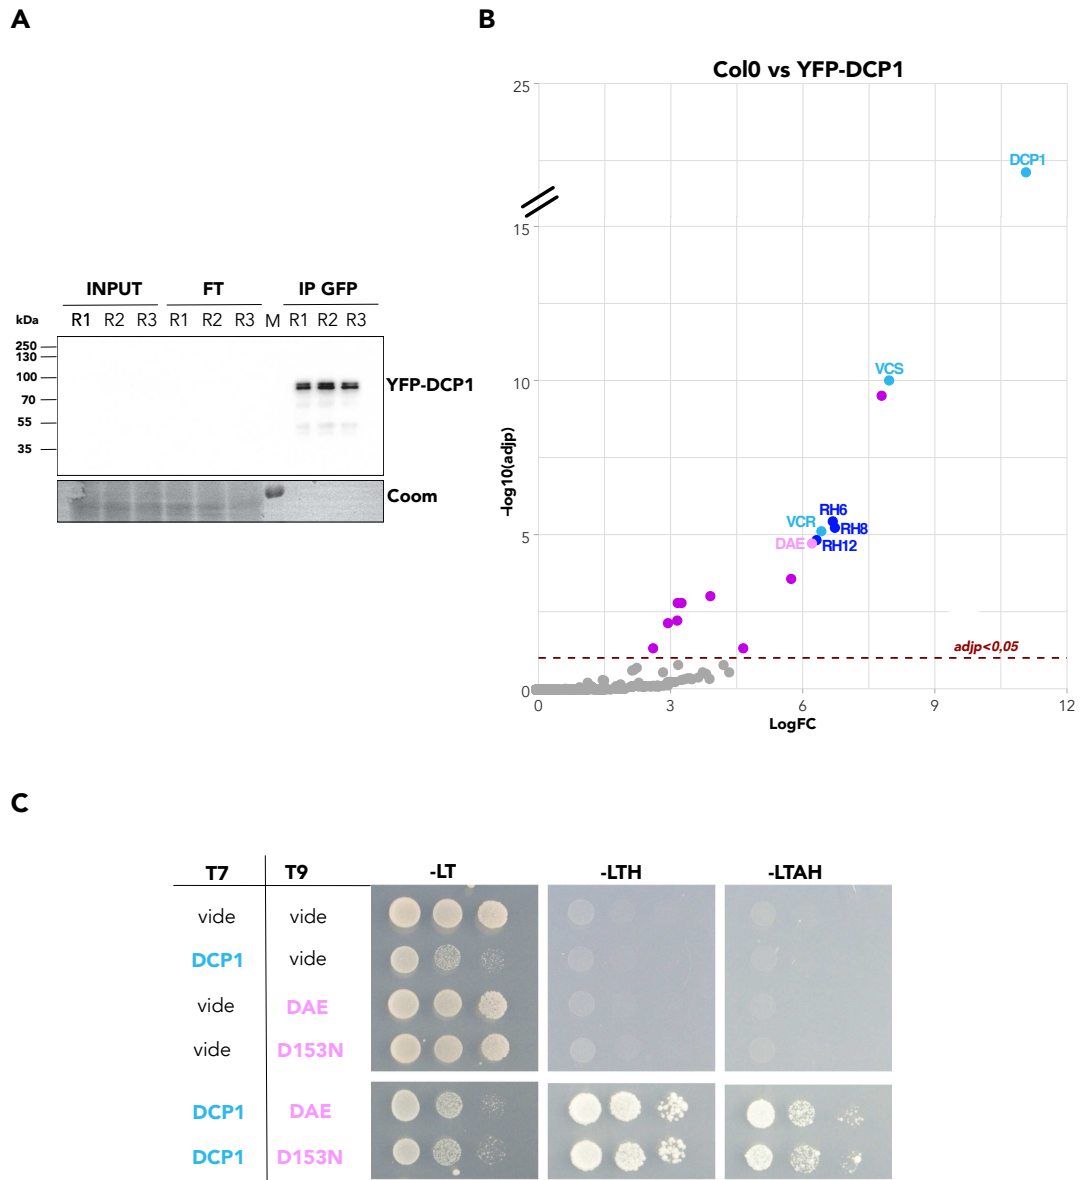 A
B
Col0 vs YFP-DCP1
25
DCP1
15
INPUT FT IP GFP
kDa R1 R2 R3 R1 R2 R3 M R1 R2 R3
250
130
100
70
55
35
YFP-DCP1
Coom
VCS
10
-log10(adjp)
RH6
VCR
RH8
DAE
RH12
5
adjp<0,05
0
0 3 6 9 12
LogFC
C
T7 T9 -LT -LTH -LTAH
vide vide
DCP1 vide
vide DAE
vide D153N
DCP1 DAE
DCP1 D153N